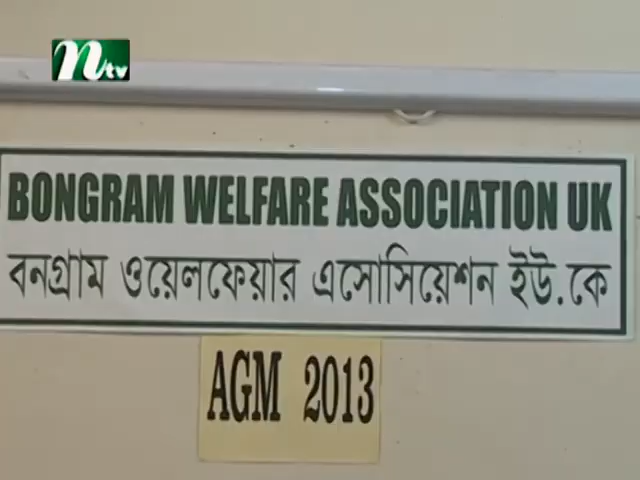 ntv
BONGRAM WELFARE ASSOCIATION UK
বনগ্রাম ওয়েলফেয়ার এসোসিয়েশন ইউ.কে
AGM 2013